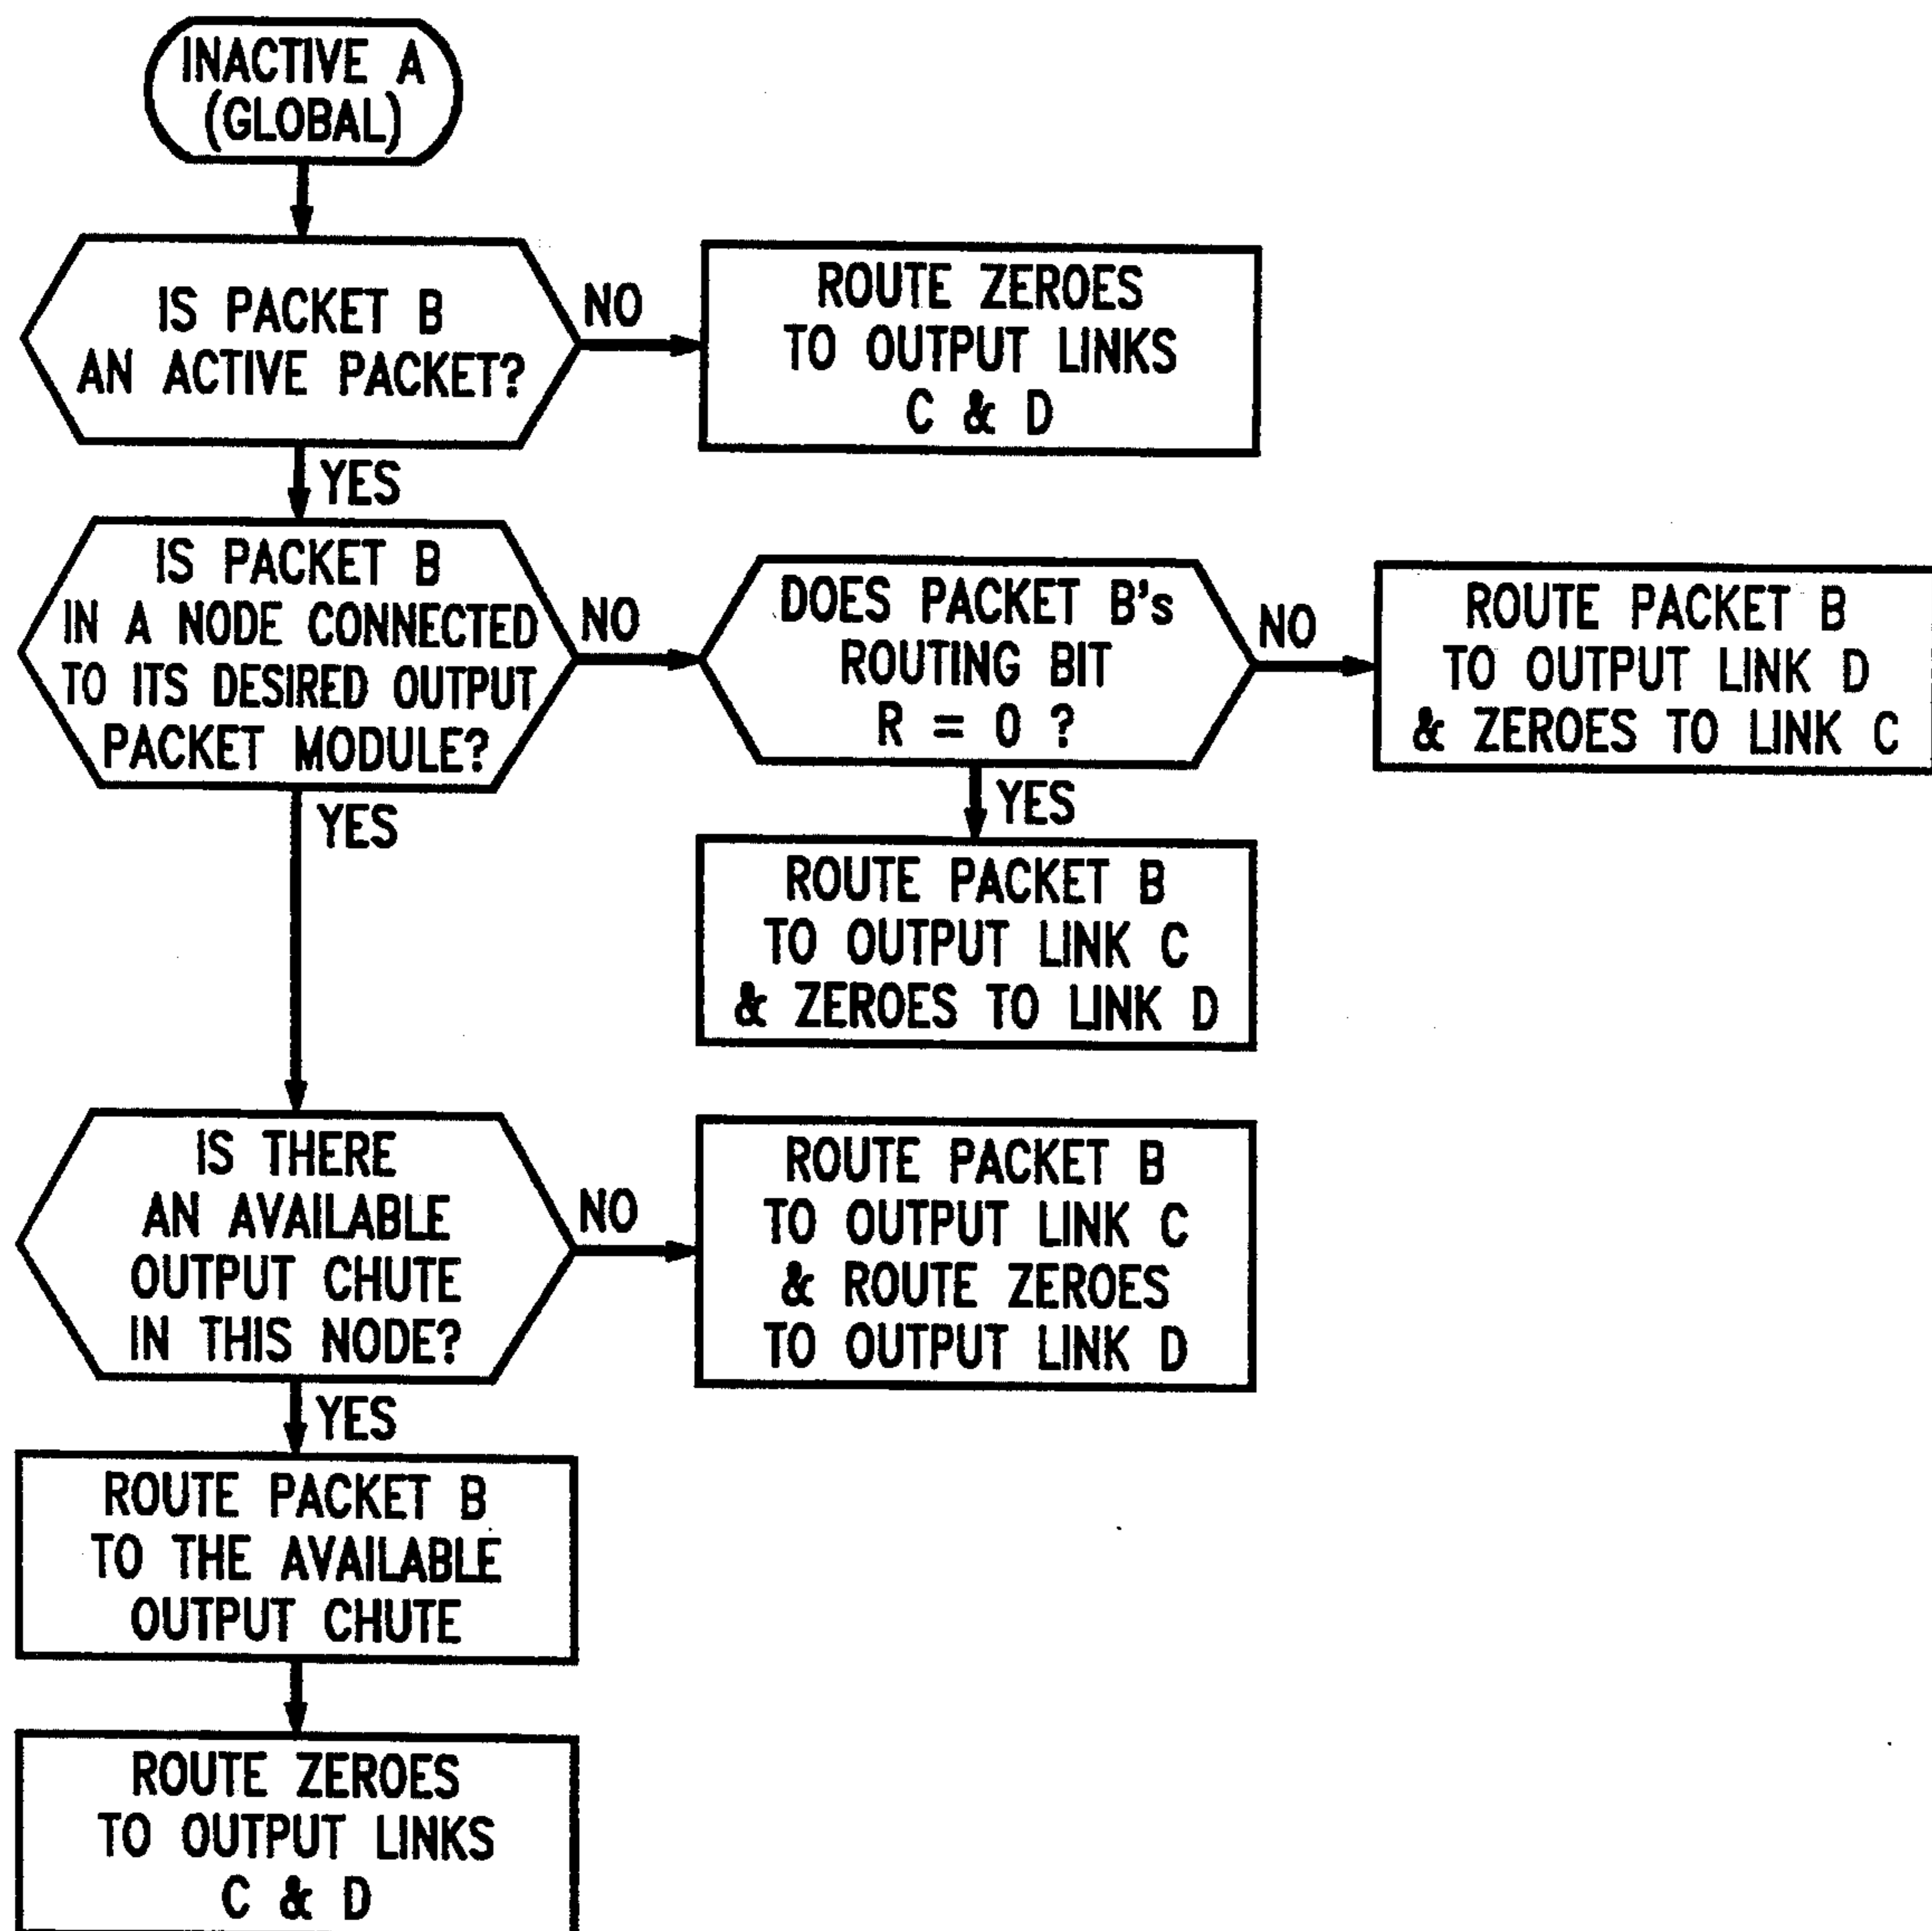 INACTIVE A
(GLOBAL)
IS PACKET B
AN ACTIVE PACKET?
NO
ROUTE ZEROES
TO OUTPUT LINKS
C & D
YES
IS PACKET B
IN A NODE CONNECTED
TO ITS DESIRED OUTPUT
PACKET MODULE?
NO
DOES PACKET B's
ROUTING BIT
R = 0 ?
NO
ROUTE PACKET B
TO OUTPUT LINK D
& ZEROES TO LINK C
YES
ROUTE PACKET B
TO OUTPUT LINK C
& ZEROES TO LINK D
YES
IS THERE
AN AVAILABLE
OUTPUT CHUTE
IN THIS NODE?
NO
ROUTE PACKET B
TO OUTPUT LINK C
& ROUTE ZEROES
TO OUTPUT LINK D
YES
ROUTE PACKET B
TO THE AVAILABLE
OUTPUT CHUTE
ROUTE ZEROES
TO OUTPUT LINKS
C & D